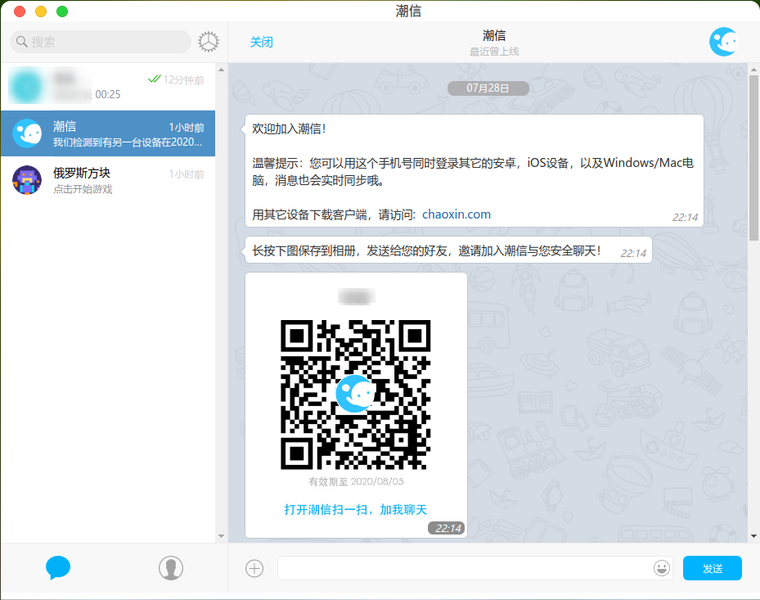 潮信
搜索
关闭
潮信
最近曾上线
12分钟前
00:25
潮信
1小时前
我们检测到有另一台设备在2020...
俄罗斯方块
1小时前
点击开始游戏
07月28日
欢迎加入潮信!
温馨提示：您可以用这个手机号同时登录其它的安卓，iOS设备，以及Windows/Mac电
脑，消息也会实时同步哦。
用其它设备下载客户端，请访问：chaoxin.com
22:14
长按下图保存到相册，发送给您的好友，邀请加入潮信与您安全聊天！
22:14
有效期至 2020/08/05
打开潮信扫一扫，加我聊天
22:14
发送